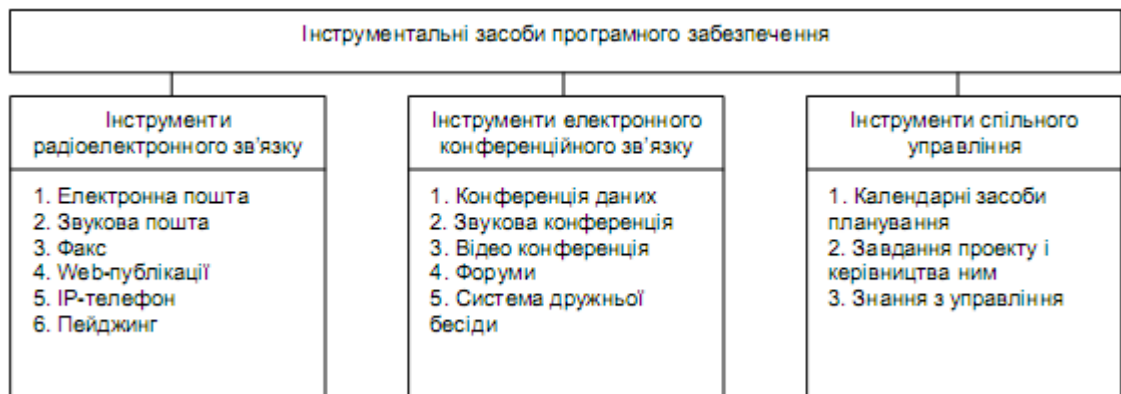 Інструментальні засоби програмного забезпечення
Інструменти
радіоелектронного зв'язку
1. Електронна пошта
2. Звукова пошта
3. Факс
4. Web-публікації
5. IP-телефон
6. Пейджинг
Інструменти електронного
конференційного зв'язку
1. Конференція даних
2. Звукова конференція
3. Відео конференція
4. Форуми
5. Система дружньої
бесіди
Інструменти спільного
управління
1. Календарні засоби
планування
2. Завдання проекту і
керівництва ним
3. Знання з управління